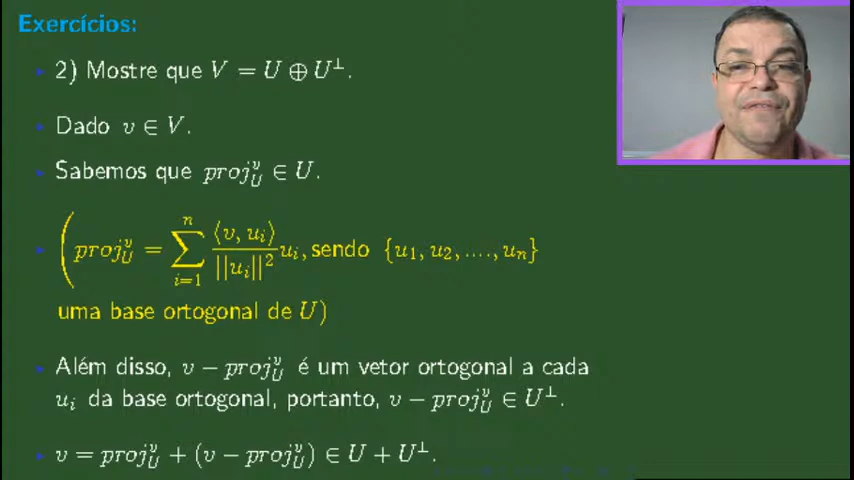 Exercícios:
2) Mostre que V = U ⊕ U⊥.
Dado v ∈ V.
Sabemos que proj_U^v ∈ U.
(proj_U^v = ∑_{i=1}^{n} ⟨v, u_i⟩/||u_i||² u_i, sendo {u_1, u_2, ...., u_n}
uma base ortogonal de U)
Além disso, v − proj_U^v é um vetor ortogonal a cada
u_i da base ortogonal, portanto, v − proj_U^v ∈ U⊥.
v = proj_U^v + (v − proj_U^v) ∈ U + U⊥.